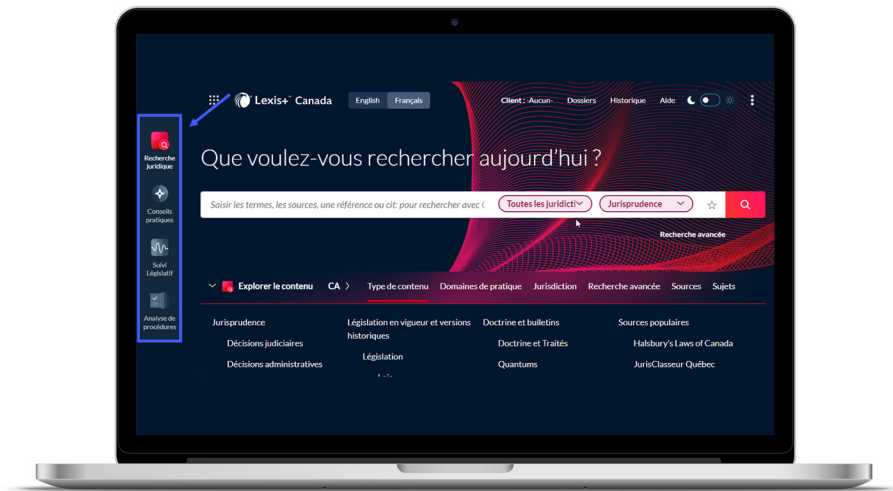 Lexis+ Canada
English Français
Client : -Aucun- Dossiers Historique Aide
Recherche juridique
Conseils pratiques
Suivi Législatif
Analyse de procédures
Que voulez-vous rechercher aujourd'hui ?
Saisir les termes, les sources, une référence ou cit: pour rechercher avec
Toutes les juridicti
Jurisprudence
Recherche avancée
Explorer le contenu CA
Type de contenu Domaines de pratique Jurisdiction Recherche avancée Sources Sujets
Jurisprudence
Décisions judiciaires
Décisions administratives
Législation en vigueur et versions historiques
Législation
Doctrine et bulletins
Doctrine et Traités
Quantums
Sources populaires
Halsbury's Laws of Canada
JurisClasseur Québec